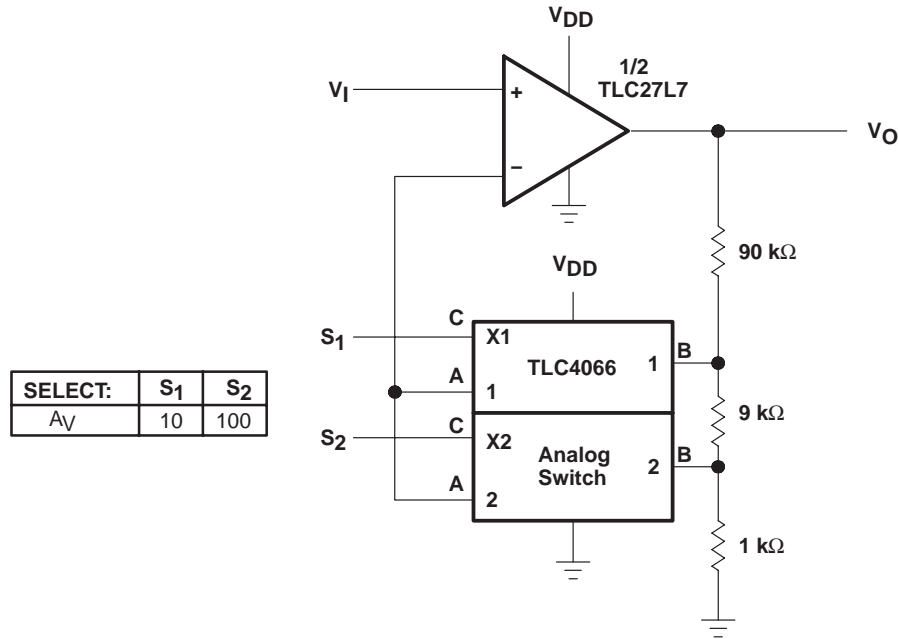 VDD
1/2
TLC27L7
VI
+
−
VO
90 kΩ
VDD
S1
C
X1
TLC4066
1
B
A
1
9 kΩ
S2
C
X2
Analog
Switch
2
B
A
2
1 kΩ
SELECT: S1 S2
AV 10 100